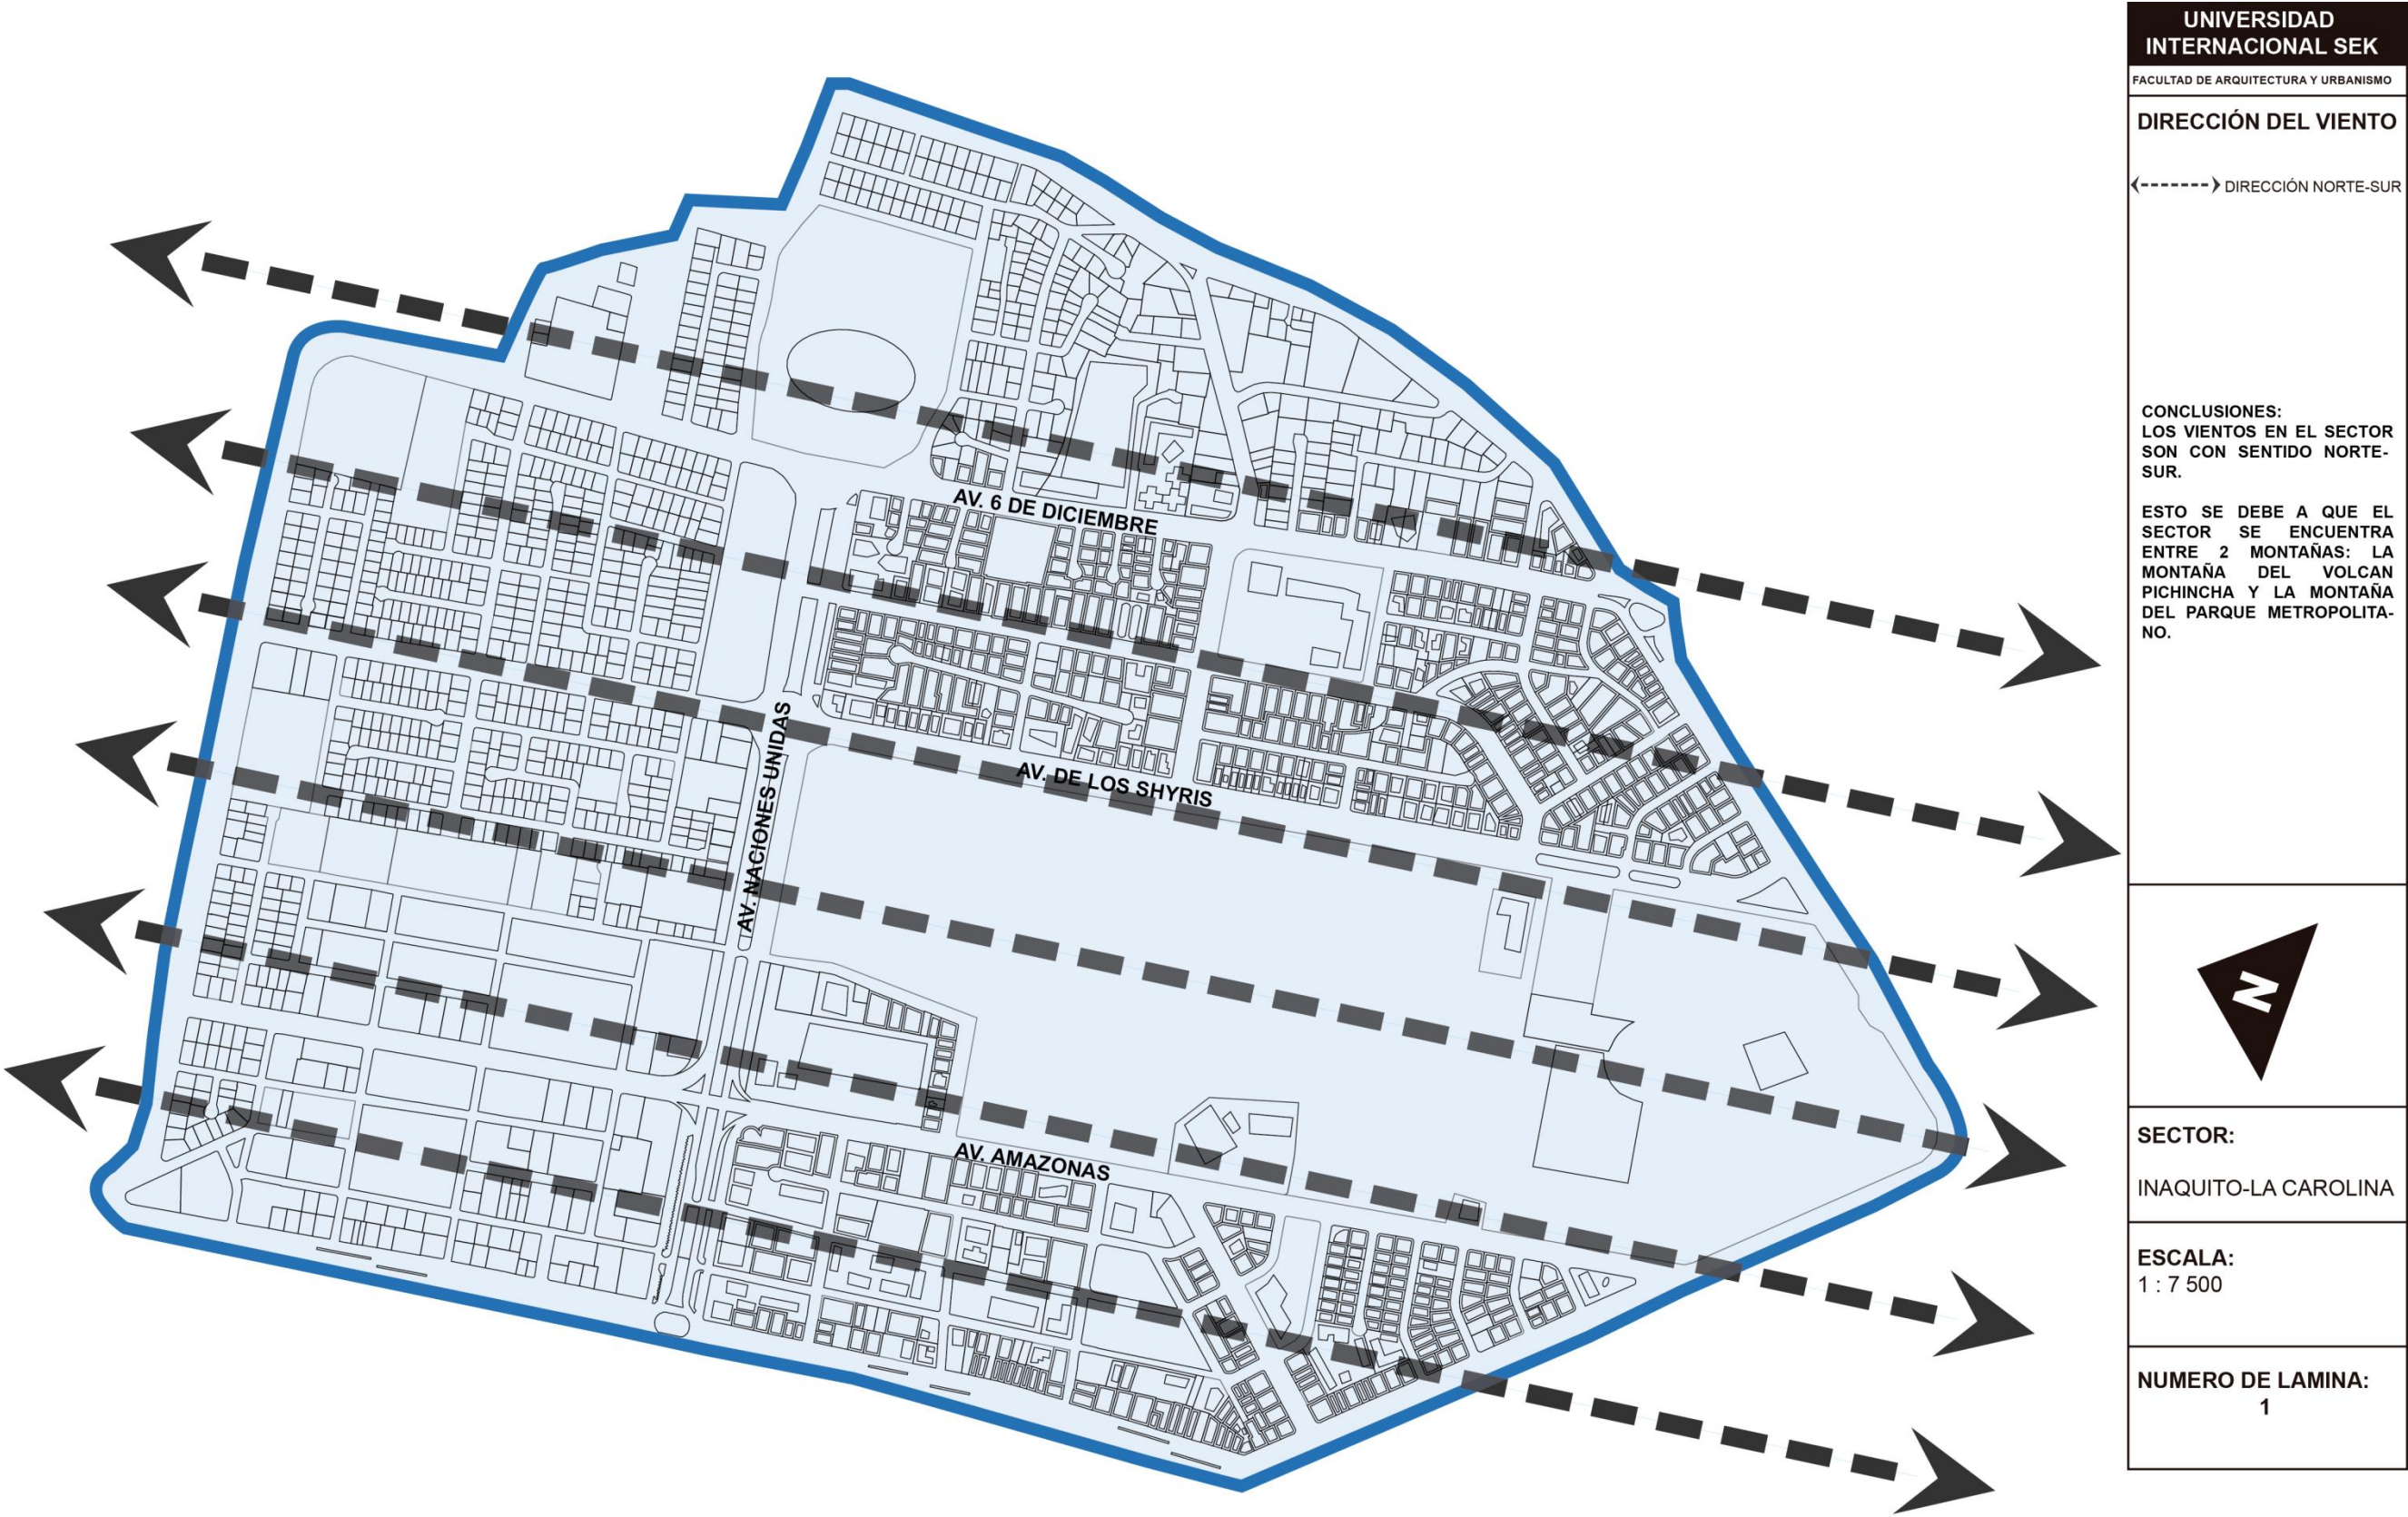 AV. 6 DE DICIEMBRE
AV. NACIONES UNIDAS
AV. DE LOS SHYRIS
AV. AMAZONAS
UNIVERSIDAD
INTERNACIONAL SEK
FACULTAD DE ARQUITECTURA Y URBANISMO
DIRECCIÓN DEL VIENTO
DIRECCIÓN NORTE-SUR
CONCLUSIONES:
LOS VIENTOS EN EL SECTOR
SON CON SENTIDO NORTE-
SUR.
ESTO SE DEBE A QUE EL
SECTOR SE ENCUENTRA
ENTRE 2 MONTAÑAS: LA
MONTAÑA DEL VOLCAN
PICHINCHA Y LA MONTAÑA
DEL PARQUE METROPOLITA-
NO.
N
SECTOR:
INAQUITO-LA CAROLINA
ESCALA:
1 : 7 500
NUMERO DE LAMINA:
1